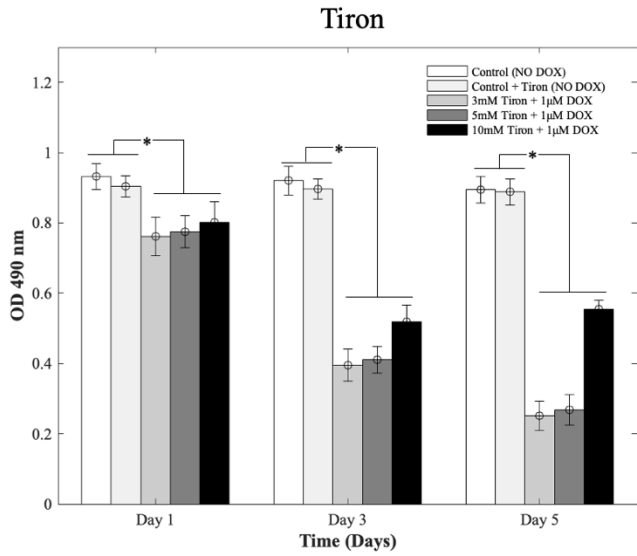 Tiron
Control (NO DOX)
Control + Tiron (NO DOX)
3mM Tiron + 1μM DOX
5mM Tiron + 1μM DOX
10mM Tiron + 1μM DOX
OD 490 nm
1.2
1
0.8
0.6
0.4
0.2
0
*
*
*
Day 1
Day 3
Day 5
Time (Days)